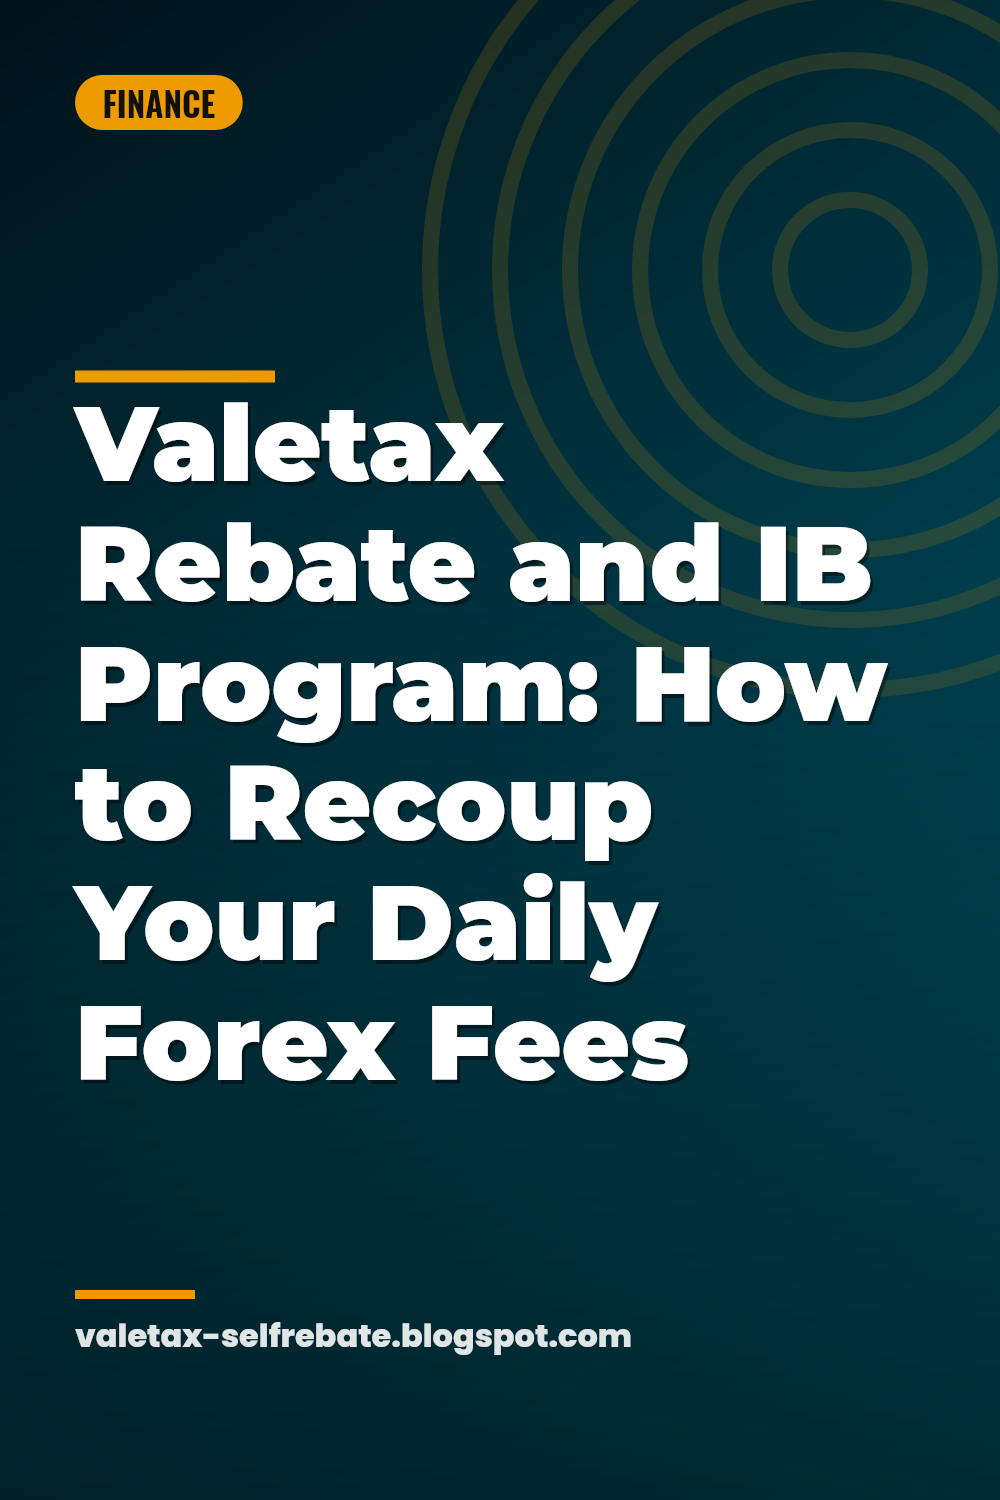 FINANCE
Valetax
Rebate and IB
Program: How
to Recoup
Your Daily
Forex Fees
valetax-selfrebate.blogspot.com